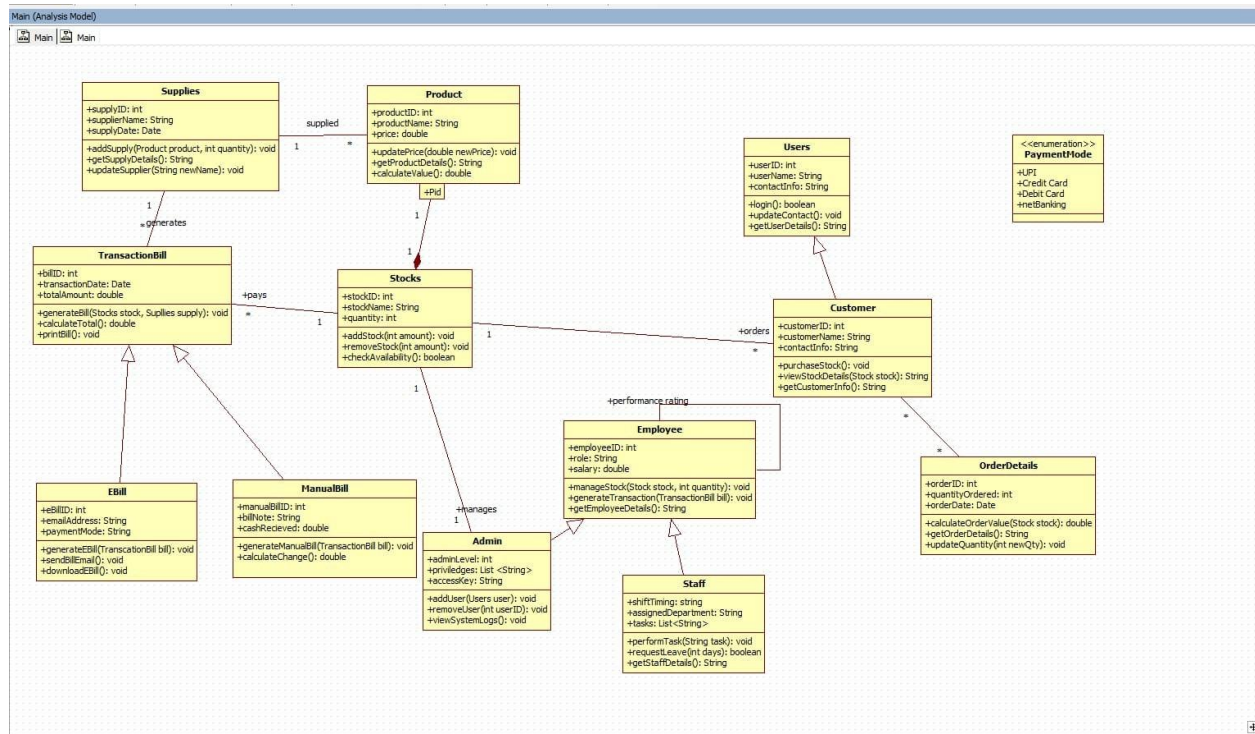 Main (Analysis Model)
Main
Main
Supplies
+supplyID: int
+supplierName: String
+supplyDate: Date
+addSupply(Product product, int quantity): void
+getSupplyDetails(): String
+updateSupplier(String newName): void
supplied
1
*
Product
+productID: int
+productName: String
+price: double
+updatePrice(double newPrice): void
+getProductDetails(): String
+calculateValue(): double
+Pid
1
1
1
*
+generates
TransactionBill
+billID: int
+transactionDate: Date
+totalAmount: double
+generateBill(Stocks stock, Supllies supply): void
+calculateTotal(): double
+printBill(): void
+pays
*
1
Stocks
+stockID: int
+stockName: String
+quantity: int
+addStock(int amount): void
+removeStock(int amount): void
+checkAvailability(): boolean
1
+orders
*
Users
+userID: int
+userName: String
+contactInfo: String
+login(): boolean
+updateContact(): void
+getUserDetails(): String
<<enumeration>>
PaymentMode
+UPI
+Credit Card
+Debit Card
+netBanking
Customer
+customerID: int
+customerName: String
+contactInfo: String
+purchaseStock(): void
+viewStockDetails(Stock stock): String
+getCustomerInfo(): String
*
*
OrderDetails
+orderID: int
+quantityOrdered: int
+orderDate: Date
+calculateOrderValue(Stock stock): double
+getOrderDetails(): String
+updateQuantity(int newQty): void
+performance rating
Employee
+employeeID: int
+role: String
+salary: double
+manageStock(Stock stock, int quantity): void
+generateTransaction(TransactionBill bill): void
+getEmployeeDetails(): String
EBill
+eBillID: int
+emailAddress: String
+paymentMode: String
+generateEBill(TranscationBill bill): void
+sendBillEmail(): void
+downloadEBill(): void
ManualBill
+manualBillID: int
+billNote: String
+cashRecieved: double
+generateManualBill(TransactionBill bill): void
+calculateChange(): double
1
+manages
1
Admin
+adminLevel: int
+priviledges: List <String>
+accessKey: String
+addUser(Users user): void
+removeUser(int userID): void
+viewSystemLogs(): void
Staff
+shiftTiming: string
+assignedDepartment: String
+tasks: List<String>
+performTask(String task): void
+requestLeave(int days): boolean
+getStaffDetails(): String